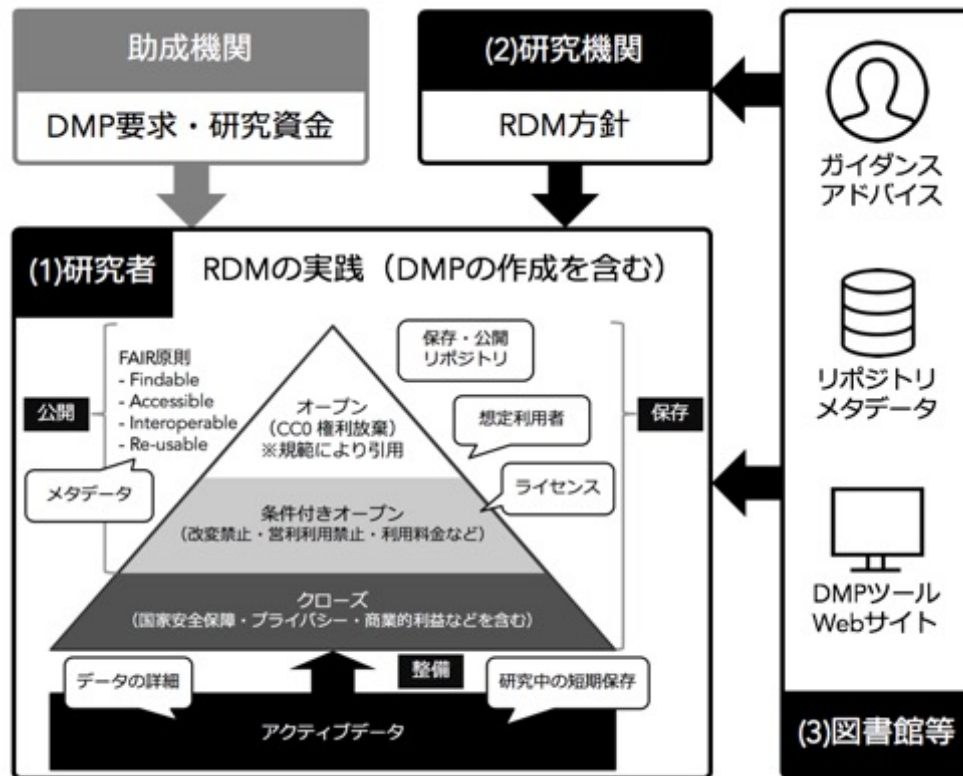 助成機関
DMP要求・研究資金
(2)研究機関
RDM方針
(1)研究者
RDMの実践（DMPの作成を含む）
FAIR原則
- Findable
- Accessible
- Interoperable
- Re-usable
公開
メタデータ
保存・公開
リポジトリ
想定利用者
ライセンス
保存
オープン
（CC0 権利放棄）
※規範により引用
条件付きオープン
（改変禁止・営利利用禁止・利用料金など）
クローズ
（国家安全保障・プライバシー・商業的利益などを含む）
データの詳細
整備
研究中の短期保存
アクティブデータ
ガイダンス
アドバイス
リポジトリ
メタデータ
DMPツール
Webサイト
(3)図書館等